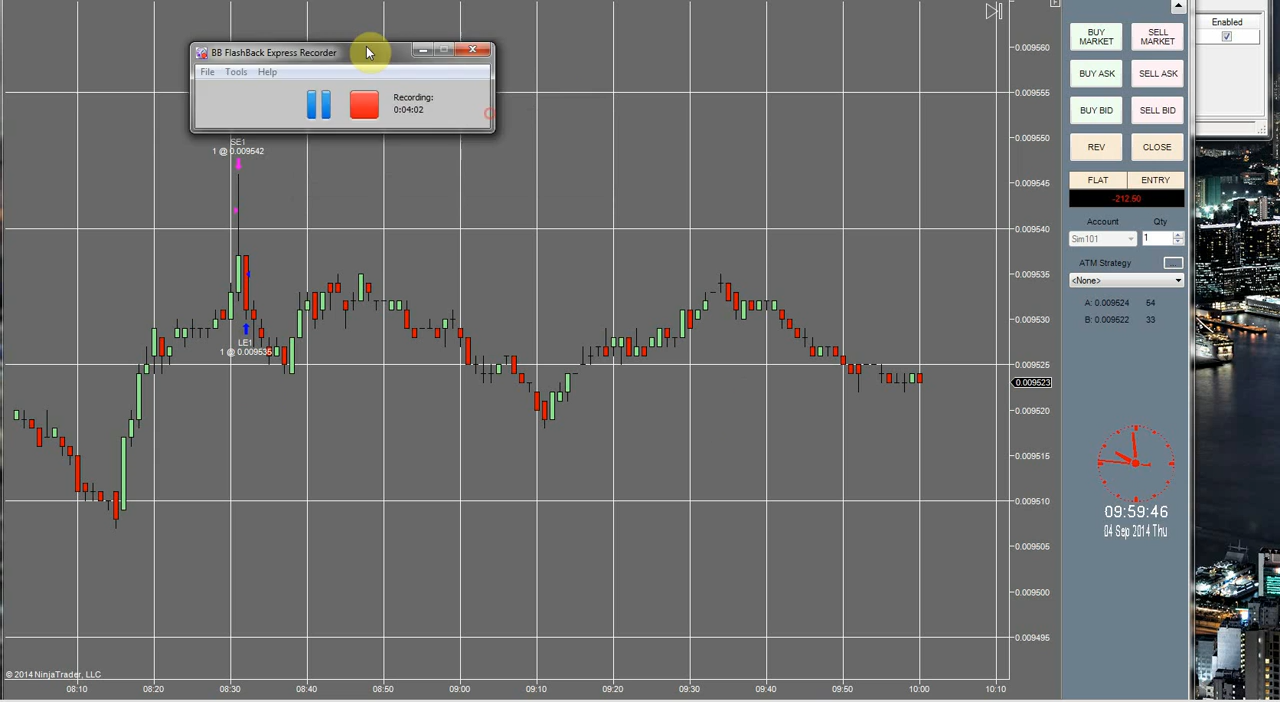 BB FlashBack Express Recorder
File Tools Help
Recording:
0:04:02
SE1
1 @ 0.009542
LE1
1 @ 0.009535
F
0.009560
0.009555
0.009550
0.009545
0.009540
0.009535
0.009530
0.009525
0.009523
0.009520
0.009515
0.009510
0.009505
0.009500
0.009495
© 2014 NinjaTrader, LLC
08:10 08:20 08:30 08:40 08:50 09:00 09:10 09:20 09:30 09:40 09:50 10:00 10:10
BUY MARKET
SELL MARKET
BUY ASK SELL ASK
BUY BID SELL BID
REV CLOSE
FLAT ENTRY
-212.50
Account Qty
Sim101 1
ATM Strategy ...
<None>
A: 0.009524 54
B: 0.009522 33
09:59:46
04 Sep 2014 Thu
Enabled